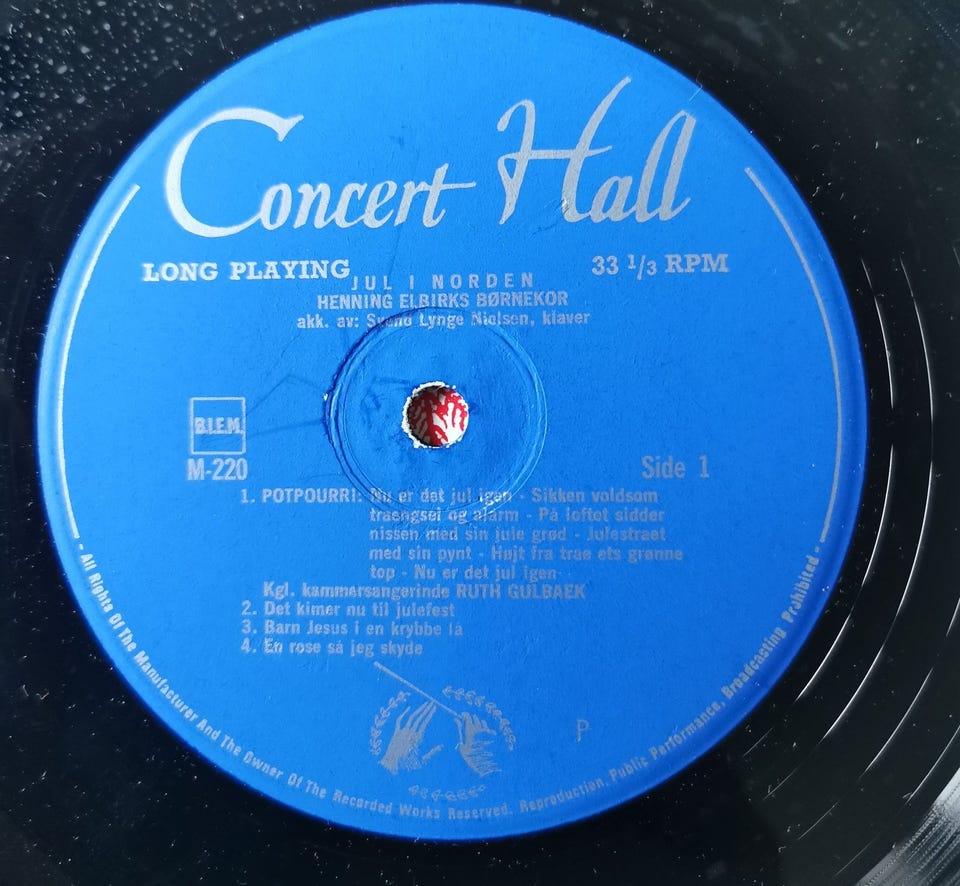 Concert Hall
LONG PLAYING
33 1/3 RPM
JUL I NORDEN
HENNING ELBIRKS BØRNEKOR
akk. av: Svend Lynge Nielsen, klaver
B.I.E.M.
M-220
Side 1
1. POTPOURRI: Nu er det jul igen - Sikken voldsom
traengsel og alarm - På loftet sidder
nissen med sin jule grød - Julestraet
med sin pynt - Højt fra trae ets grønne
top - Nu er det jul igen
Kgl. kammersangerinde RUTH GULBAEK
2. Det kimer nu til julefest
3. Barn Jesus i en krybbe lå
4. En rose så jeg skyde
P
- All Rights Of The Manufacturer And The Owner Of The Recorded Works Reserved. Reproduction, Public Performance, Broadcasting Prohibited -